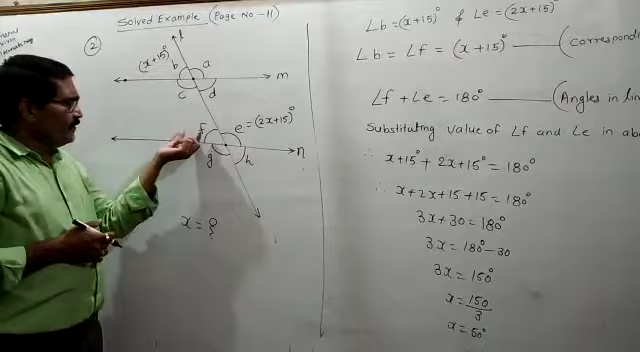 Solved Example (Page No - 11)
②
l
(x+15)°
b a
m
c d
f e = (2x+15)°
n
g h
x = ?
∠b = (x+15)° & ∠e = (2x+15)°
∠b = ∠f = (x+15)° —— (correspondi
∠f + ∠e = 180° —— (Angles in lin
Substituting value of ∠f and ∠e in ab
∴ x+15° + 2x+15° = 180°
∴ x+2x+15+15 = 180°
3x+30 = 180°
3x = 180° - 30
3x = 150°
x = 150/3
x = 50°